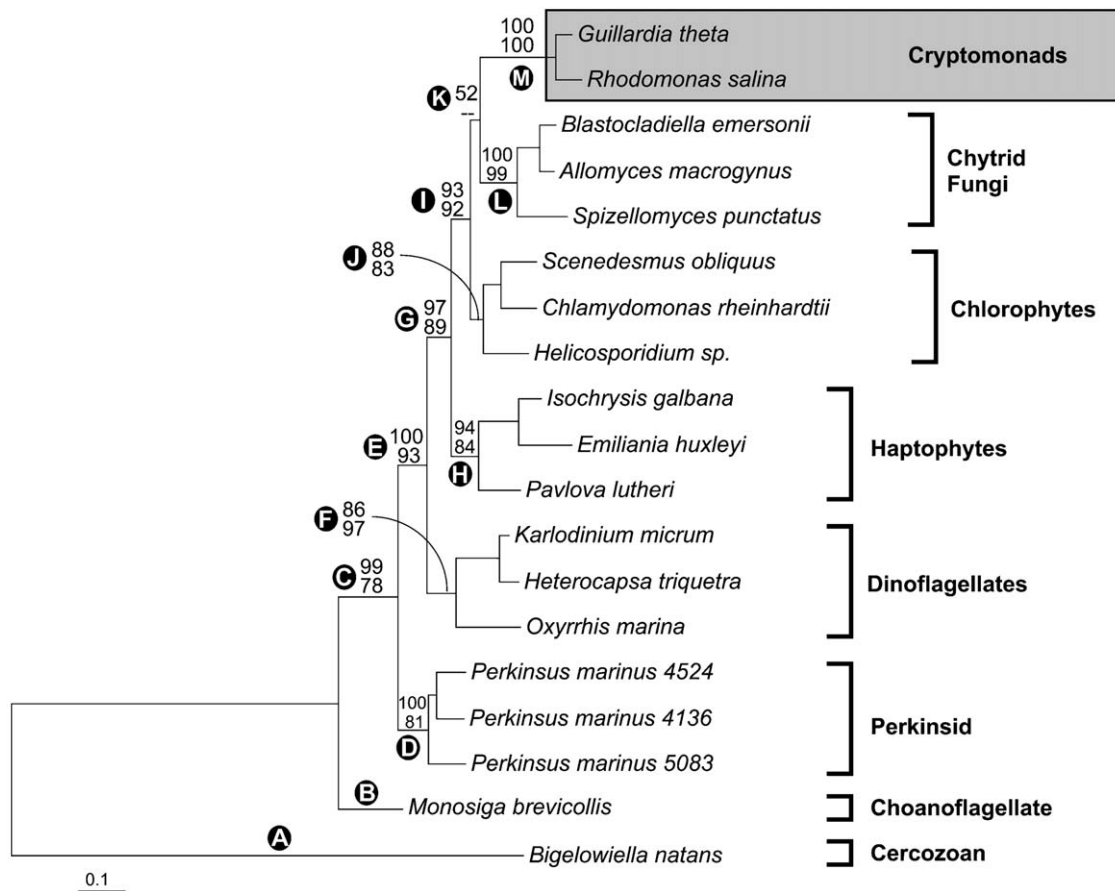 100
100
M
Guillardia theta
Rhodomonas salina
Cryptomonads
K 52
--
Blastocladiella emersonii
Allomyces macrogynus
Spizellomyces punctatus
100
99
L
Chytrid
Fungi
I 93
92
J 88
83
Scenedesmus obliquus
Chlamydomonas rheinhardtii
Helicosporidium sp.
Chlorophytes
G 97
89
Isochrysis galbana
Emiliania huxleyi
Pavlova lutheri
94
84
H
Haptophytes
E 100
93
F 86
97
Karlodinium micrum
Heterocapsa triquetra
Oxyrrhis marina
Dinoflagellates
C 99
78
Perkinsus marinus 4524
Perkinsus marinus 4136
Perkinsus marinus 5083
100
81
D
Perkinsid
B
Monosiga brevicollis
Choanoflagellate
A
Bigelowiella natans
Cercozoan
0.1